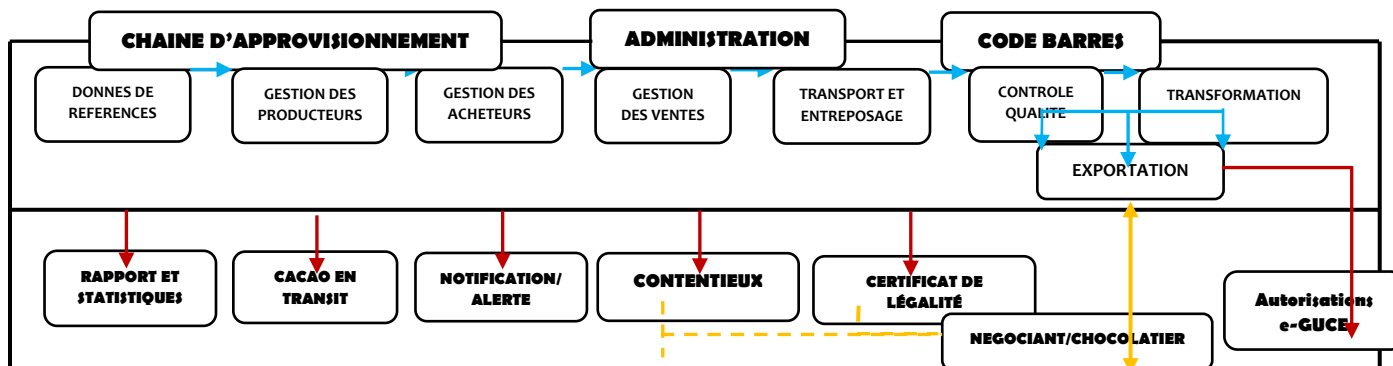 CHAINE D'APPROVISIONNEMENT
ADMINISTRATION
CODE BARRES
DONNES DE
REFERENCES
GESTION DES
PRODUCTEURS
GESTION DES
ACHETEURS
GESTION
DES VENTES
TRANSPORT ET
ENTREPOSAGE
CONTROLE
QUALITE
TRANSFORMATION
EXPORTATION
RAPPORT ET
STATISTIQUES
CACAO EN
TRANSIT
NOTIFICATION/
ALERTE
CONTENTIEUX
CERTIFICAT DE
LÉGALITÉ
NEGOCIANT/CHOCOLATIER
Autorisations
e-GUCE